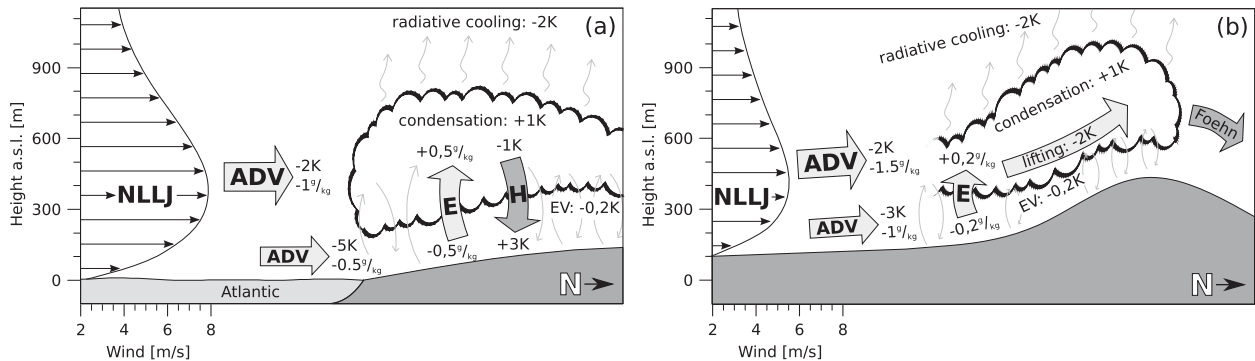 radiative cooling: -2K
(a)
900
condensation: +1K
600
+0,5g/kg
-1K
-2K
ADV
-1g/kg
NLLJ
E
H
300
EV: -0,2K
-5K
ADV
-0.5g/kg
-0,5g/kg
+3K
0
Atlantic
N
Height a.s.l. [m]
2 4 6 8
Wind [m/s]
radiative cooling: -2K
(b)
900
condensation: +1K
Foehn
600
-2K
ADV
-1.5g/kg
+0,2g/kg
lifting: -2K
NLLJ
E
EV: -0,2K
300
-3K
ADV
-1g/kg
-0,2g/kg
0
N
Height a.s.l. [m]
2 4 6 8
Wind [m/s]